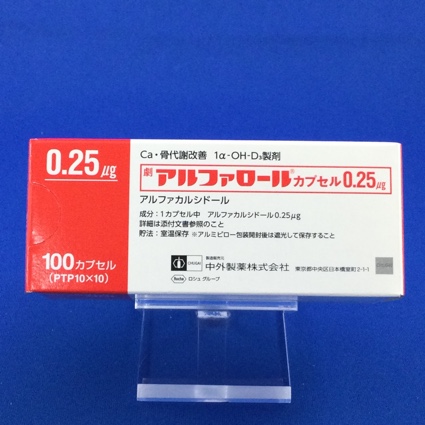 0.25μg
100カプセル
(PTP10×10)
Ca・骨代謝改善 1α-OH-D₃製剤
劇 アルファロール® カプセル0.25μg
アルファカルシドール
成分:1カプセル中 アルファカルシドール0.25μg
詳細は添付文書参照のこと
貯法:室温保存 ※アルミピロー包装開封後は遮光して保存すること
製造販売元
CHUGAI 中外製薬株式会社 東京都中央区日本橋室町2-1-1
Roche ロシュ グループ